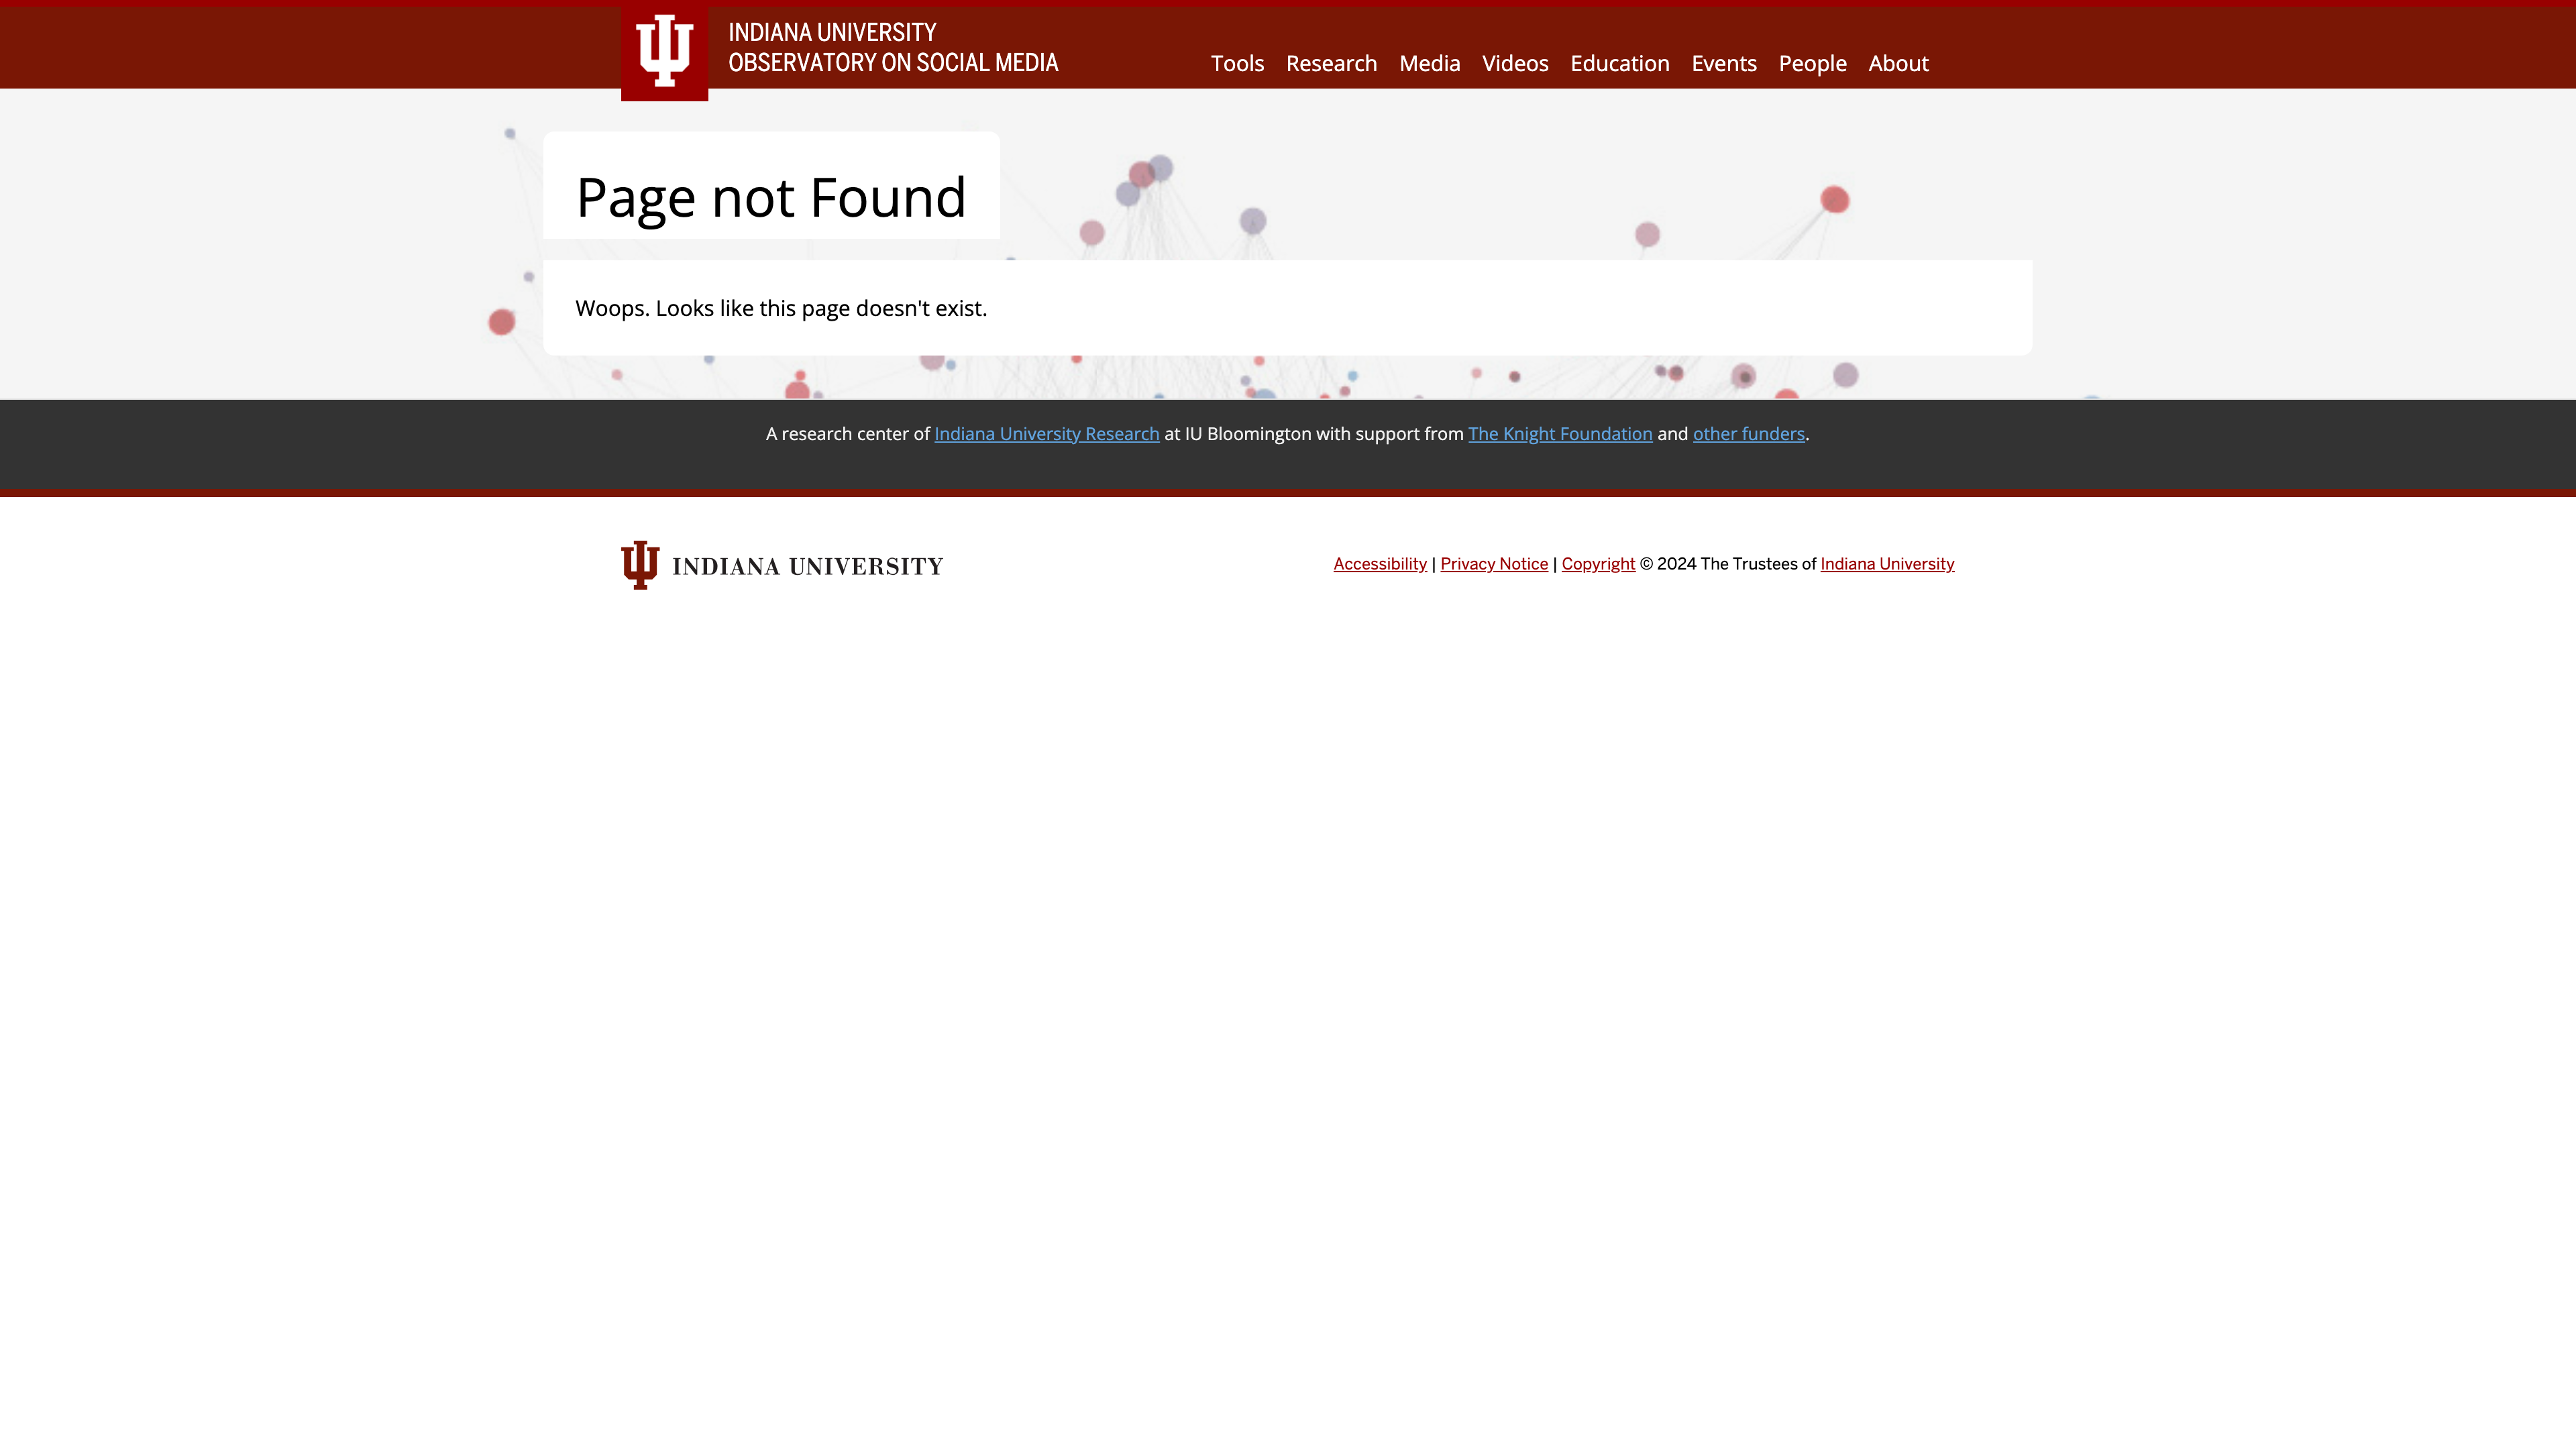 INDIANA UNIVERSITY
OBSERVATORY ON SOCIAL MEDIA
Tools Research Media Videos Education Events People About
Page not Found
Woops. Looks like this page doesn't exist.
A research center of Indiana University Research at IU Bloomington with support from The Knight Foundation and other funders.
INDIANA UNIVERSITY
Accessibility | Privacy Notice | Copyright © 2024 The Trustees of Indiana University